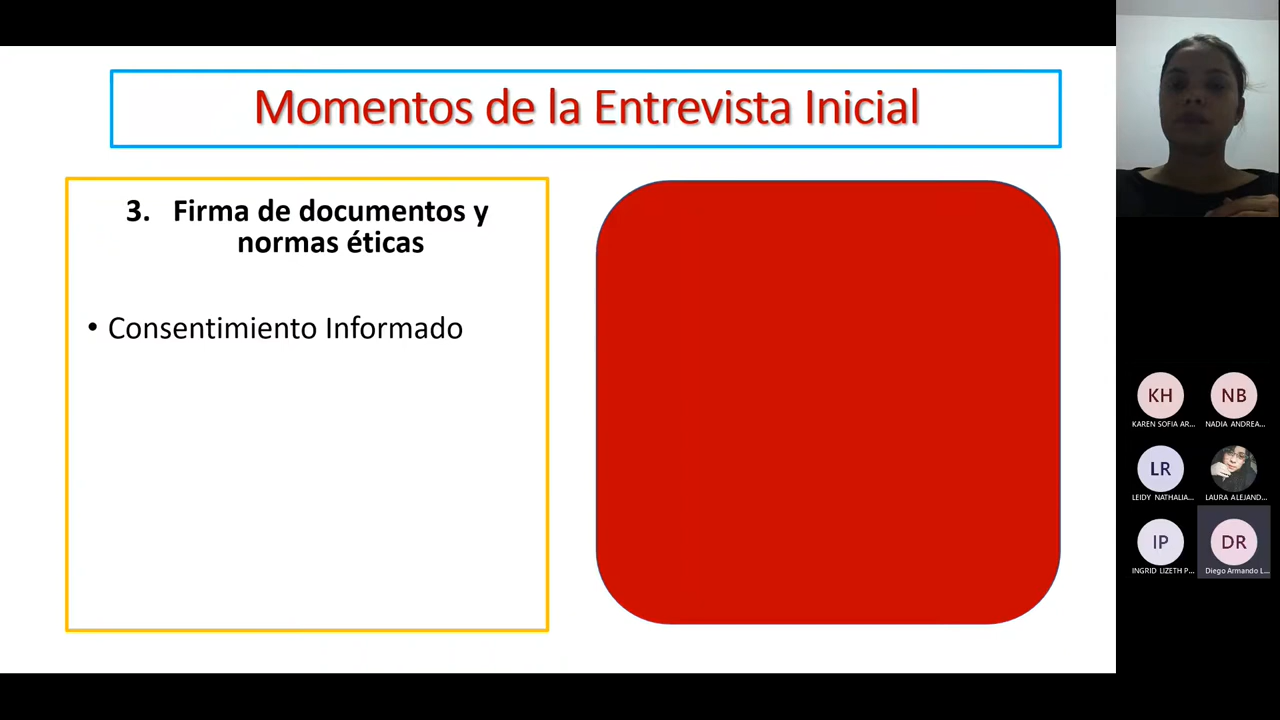 Momentos de la Entrevista Inicial
3. Firma de documentos y
normas éticas
• Consentimiento Informado
KH
NB
KAREN SOFIA AR...
NADIA ANDREA...
LR
LEIDY NATHALIA...
LAURA ALEJAND...
IP
DR
INGRID LIZETH P...
Diego Armando L...